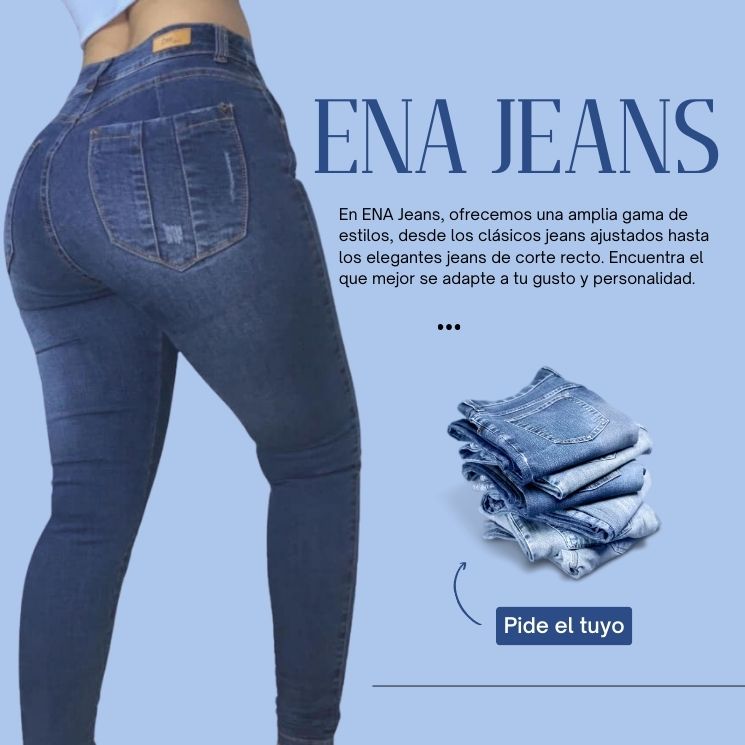 ENA JEANS
En ENA Jeans, ofrecemos una amplia gama de
estilos, desde los clásicos jeans ajustados hasta
los elegantes jeans de corte recto. Encuentra el
que mejor se adapte a tu gusto y personalidad.
...
Pide el tuyo